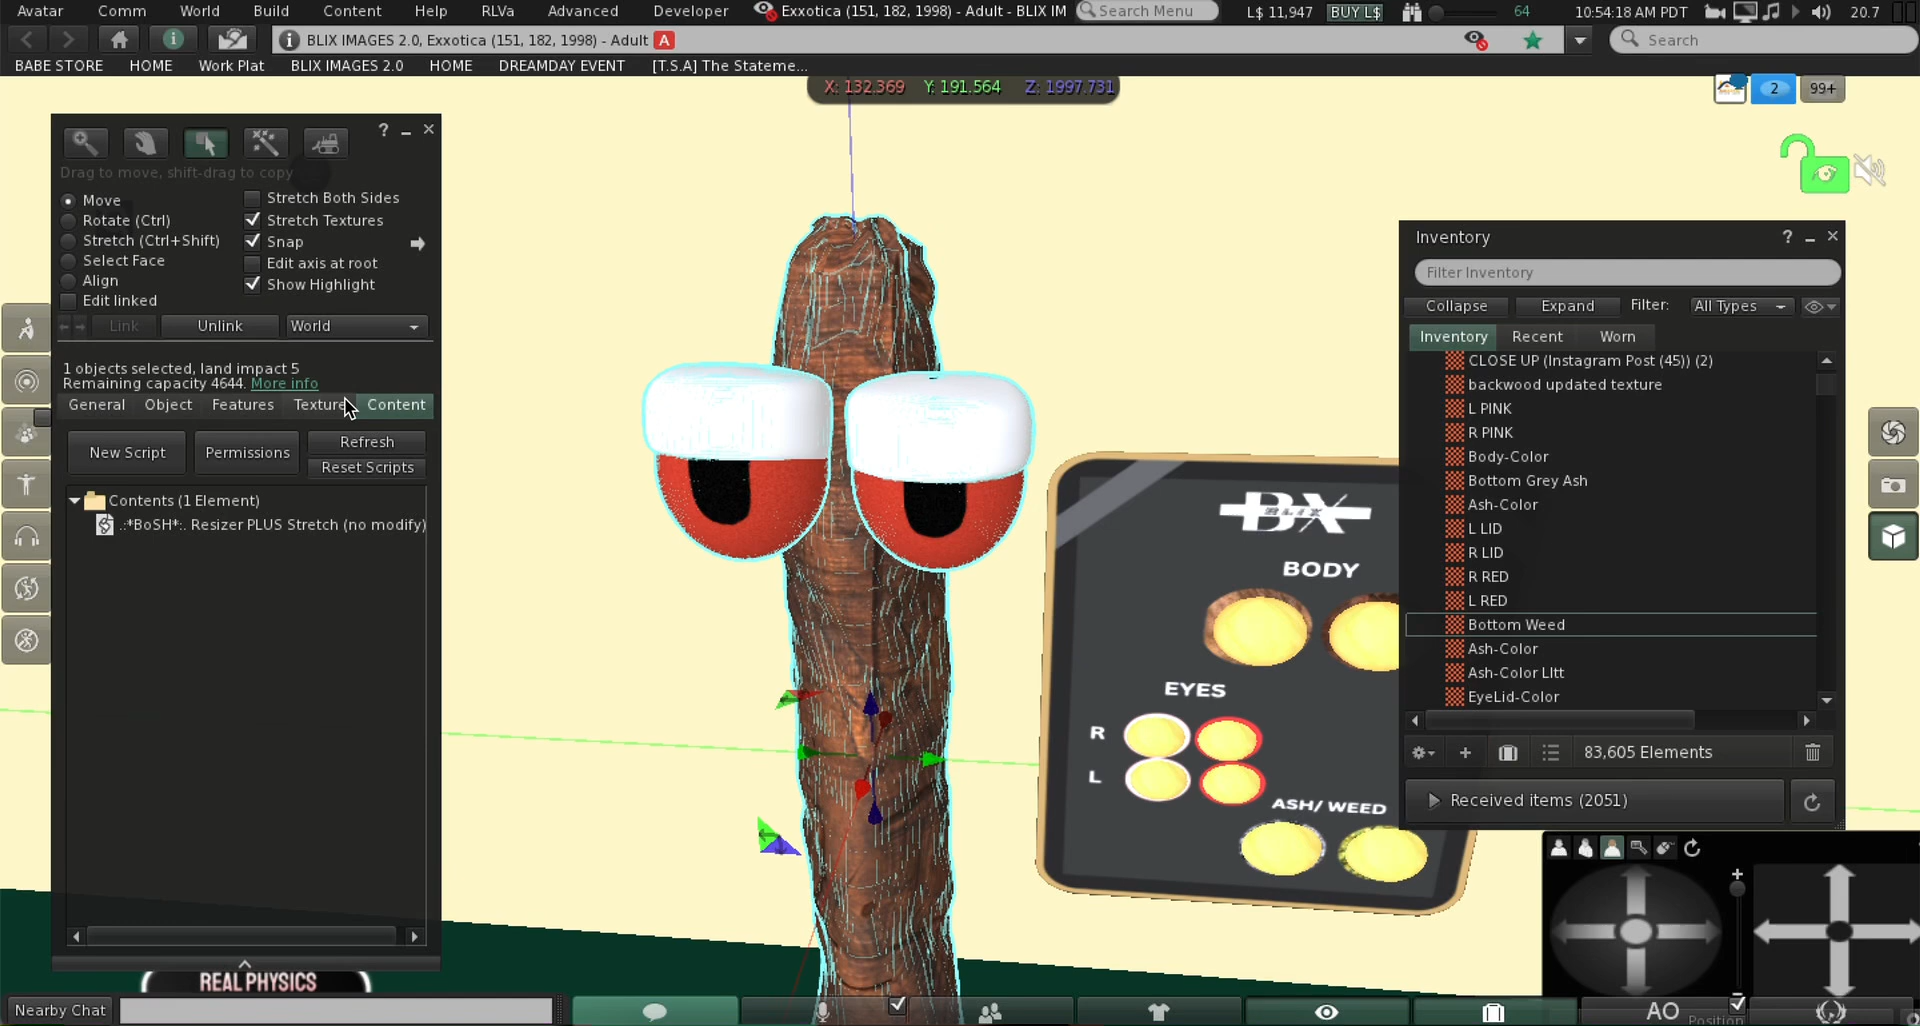 Avatar Comm World Build Content Help RLVa Advanced Developer Exxotica (151, 182, 1998) - Adult - BLIX IM Search Menu L$ 11,947 BUY L$ 64 10:54:18 AM PDT 20.7
BLIX IMAGES 2.0, Exxotica (151, 182, 1998) - Adult A Search
BABE STORE HOME Work Plat BLIX IMAGES 2.0 HOME DREAMDAY EVENT [T.S.A] The Stateme...
X: 132.369 Y: 191.564 Z: 1997.731
2 99+
Drag to move, shift-drag to copy
Move
Rotate (Ctrl)
Stretch (Ctrl+Shift)
Select Face
Align
Edit linked
Stretch Both Sides
Stretch Textures
Snap
Edit axis at root
Show Highlight
Link Unlink World
1 objects selected, land impact 5
Remaining capacity 4644. More info
General Object Features Texture Content
New Script Permissions Refresh
Reset Scripts
Contents (1 Element)
.:*BoSH*:. Resizer PLUS Stretch (no modify)
BX
BLIX
BODY
EYES
R
L
ASH/ WEED
Inventory
Filter Inventory
Collapse Expand Filter: All Types
Inventory Recent Worn
CLOSE UP (Instagram Post (45)) (2)
backwood updated texture
L PINK
R PINK
Body-Color
Bottom Grey Ash
Ash-Color
L LID
R LID
R RED
L RED
Bottom Weed
Ash-Color
Ash-Color LItt
EyeLid-Color
83,605 Elements
Received items (2051)
REAL PHYSICS
Nearby Chat
AO Position